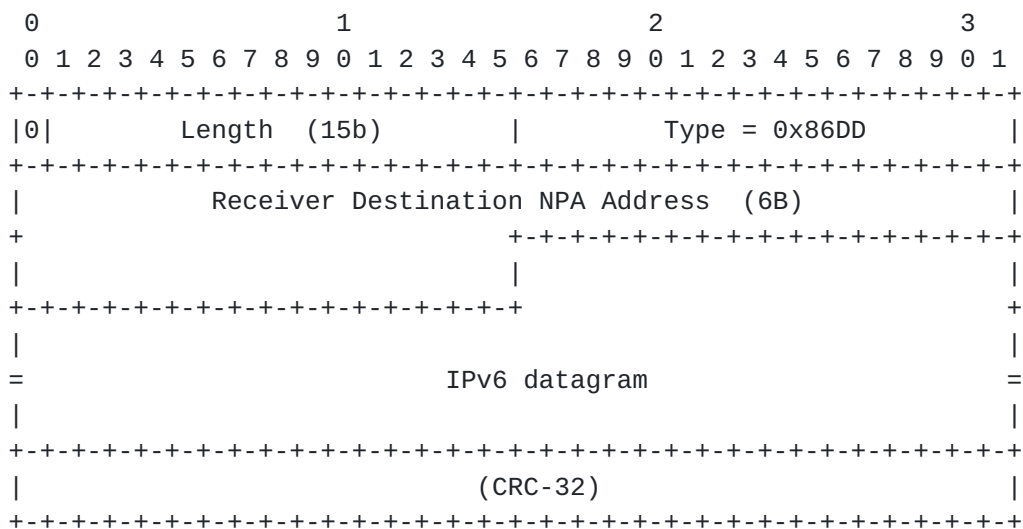 0                   1                   2                   3
 0 1 2 3 4 5 6 7 8 9 0 1 2 3 4 5 6 7 8 9 0 1 2 3 4 5 6 7 8 9 0 1
+-+-+-+-+-+-+-+-+-+-+-+-+-+-+-+-+-+-+-+-+-+-+-+-+-+-+-+-+-+-+-+-+
|0|        Length  (15b)        |         Type = 0x86DD         |
+-+-+-+-+-+-+-+-+-+-+-+-+-+-+-+-+-+-+-+-+-+-+-+-+-+-+-+-+-+-+-+-+
|            Receiver Destination NPA Address  (6B)             |
+                               +-+-+-+-+-+-+-+-+-+-+-+-+-+-+-+-+
|                               |                               |
+-+-+-+-+-+-+-+-+-+-+-+-+-+-+-+-+                               +
|                                                               |
=                           IPv6 datagram                       =
|                                                               |
+-+-+-+-+-+-+-+-+-+-+-+-+-+-+-+-+-+-+-+-+-+-+-+-+-+-+-+-+-+-+-+-+
|                             (CRC-32)                          |
+-+-+-+-+-+-+-+-+-+-+-+-+-+-+-+-+-+-+-+-+-+-+-+-+-+-+-+-+-+-+-+-+